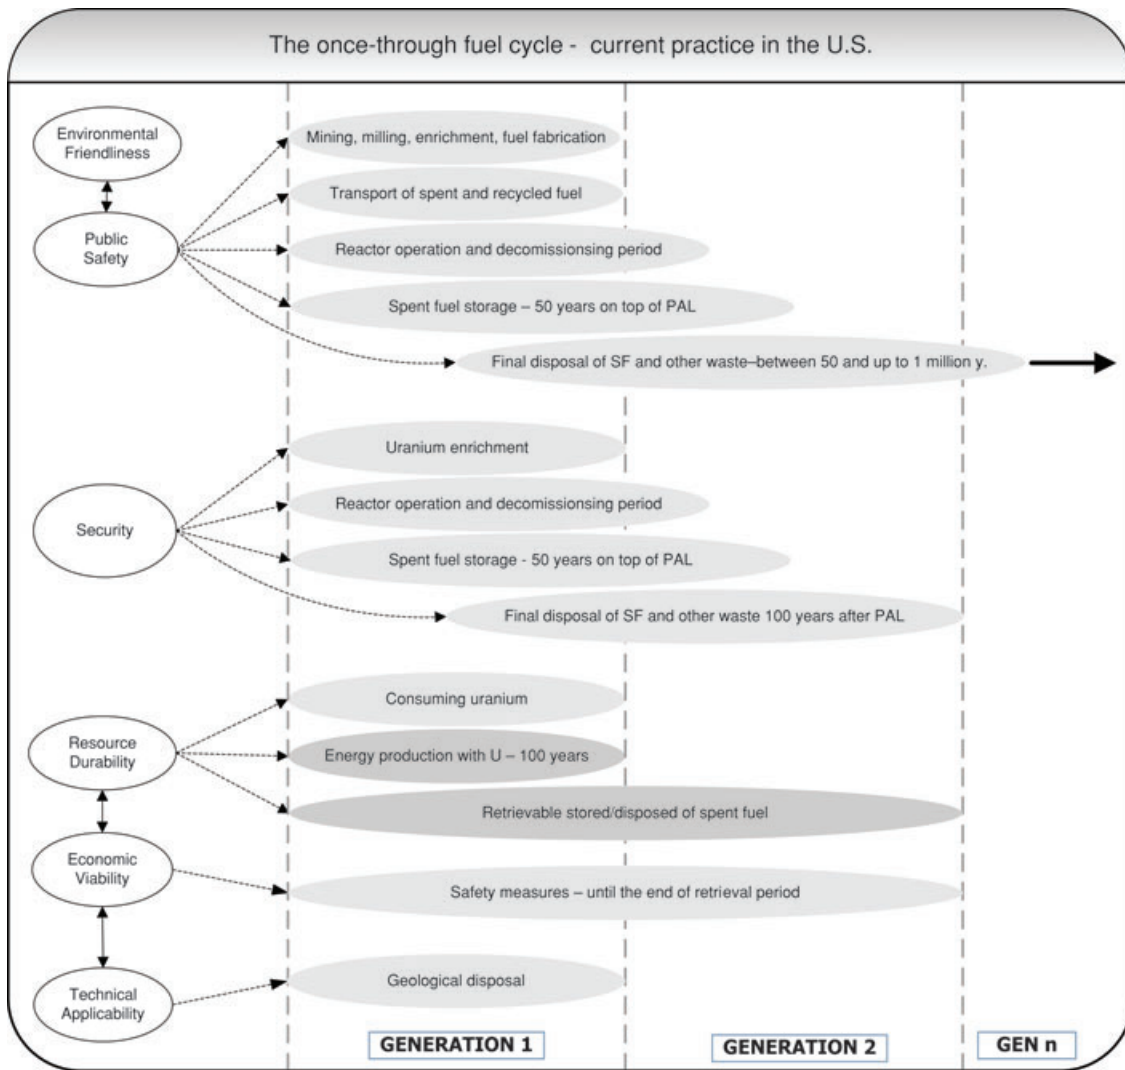 The once-through fuel cycle - current practice in the U.S.
Environmental
Friendliness
Public
Safety
Mining, milling, enrichment, fuel fabrication
Transport of spent and recycled fuel
Reactor operation and decomissionsing period
Spent fuel storage – 50 years on top of PAL
Final disposal of SF and other waste–between 50 and up to 1 million y.
Security
Uranium enrichment
Reactor operation and decomissionsing period
Spent fuel storage - 50 years on top of PAL
Final disposal of SF and other waste 100 years after PAL
Resource
Durability
Consuming uranium
Energy production with U – 100 years
Retrievable stored/disposed of spent fuel
Economic
Viability
Safety measures – until the end of retrieval period
Technical
Applicability
Geological disposal
GENERATION 1
GENERATION 2
GEN n